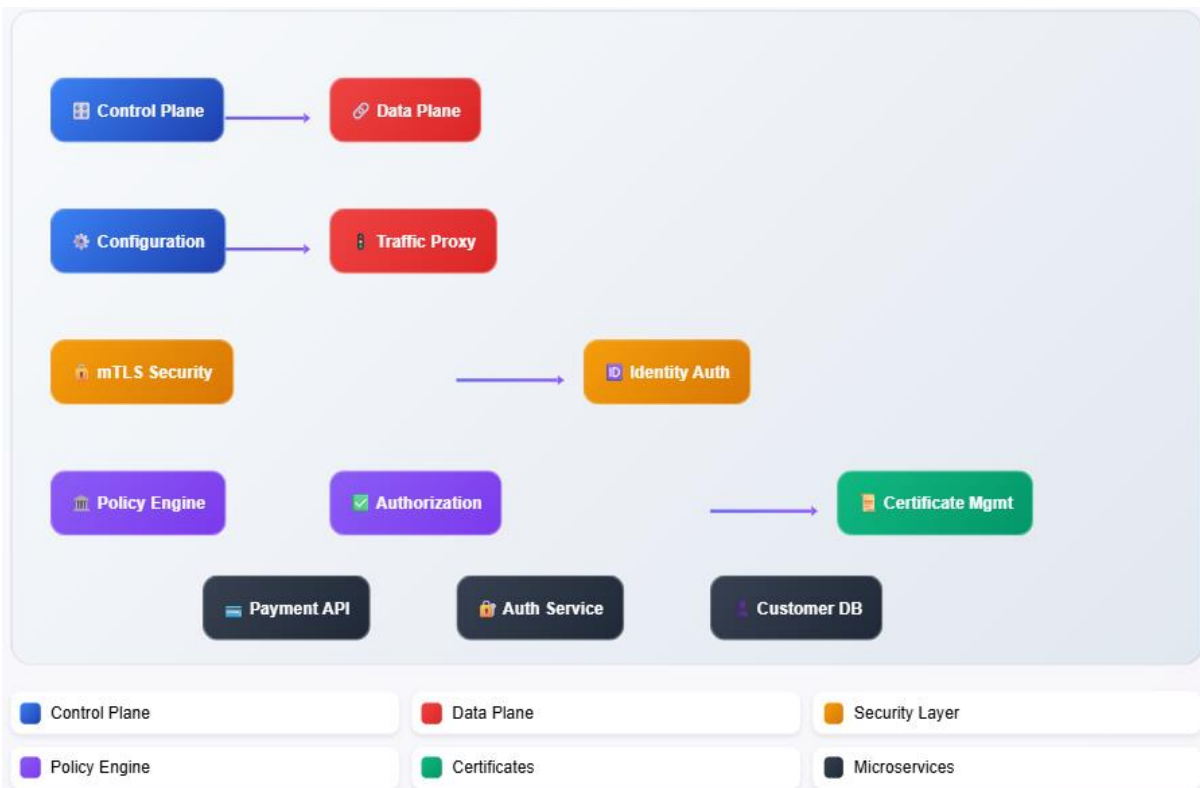 Control Plane
Data Plane
Configuration
Traffic Proxy
mTLS Security
ID Identity Auth
Policy Engine
Authorization
Certificate Mgmt
Payment API
Auth Service
Customer DB
Control Plane
Data Plane
Security Layer
Policy Engine
Certificates
Microservices